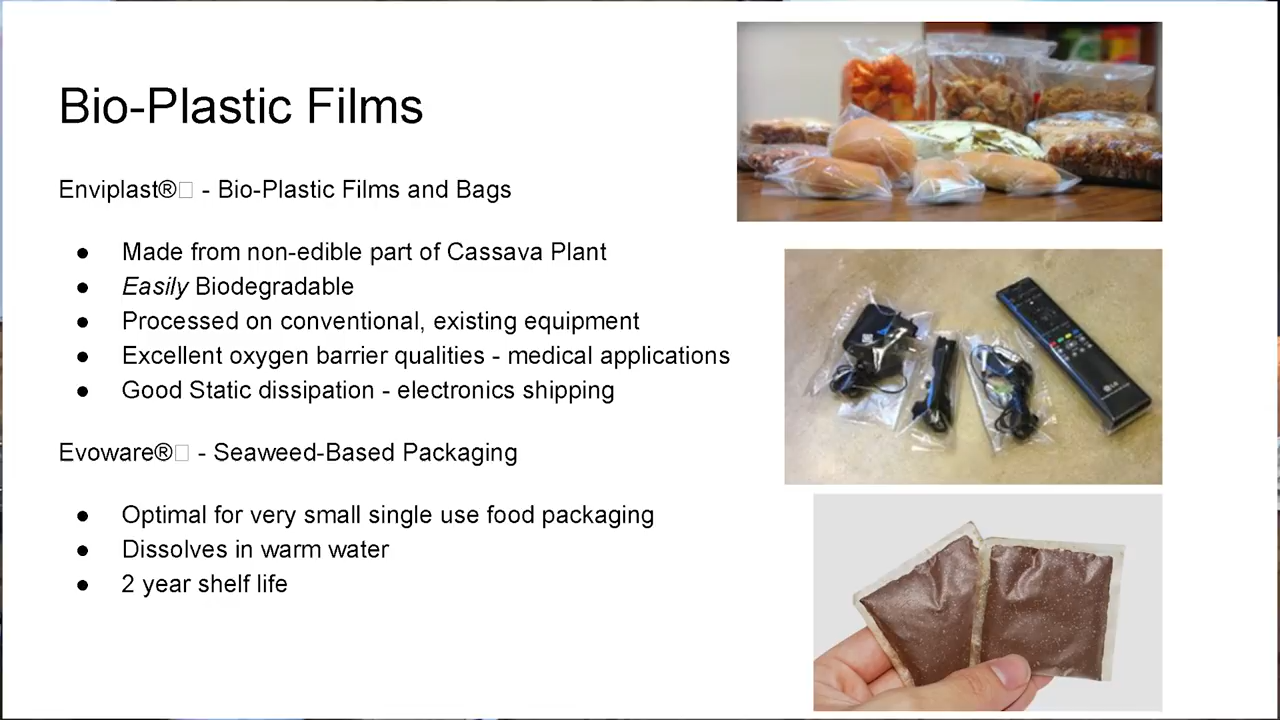 Bio-Plastic Films
Enviplast®□ - Bio-Plastic Films and Bags
● Made from non-edible part of Cassava Plant
● Easily Biodegradable
● Processed on conventional, existing equipment
● Excellent oxygen barrier qualities - medical applications
● Good Static dissipation - electronics shipping
Evoware®□ - Seaweed-Based Packaging
● Optimal for very small single use food packaging
● Dissolves in warm water
● 2 year shelf life
LG